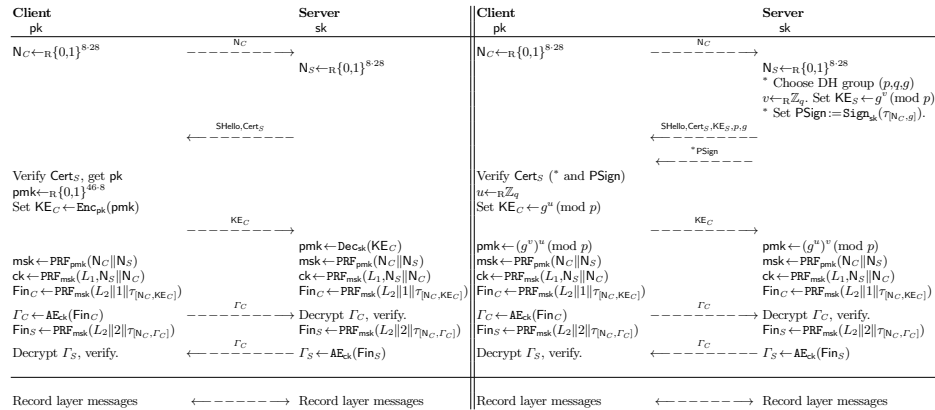 Client Server
pk sk
N_C←_R{0,1}^{8·28} N_C
N_S←_R{0,1}^{8·28}
SHello,Cert_S
Verify Cert_S, get pk
pmk←_R{0,1}^{46·8}
Set KE_C←Enc_pk(pmk)
KE_C
pmk←Dec_sk(KE_C)
msk←PRF_pmk(N_C‖N_S) msk←PRF_pmk(N_C‖N_S)
ck←PRF_msk(L_1,N_S‖N_C) ck←PRF_msk(L_1,N_S‖N_C)
Fin_C←PRF_msk(L_2‖1‖τ_[N_C,KE_C]) Fin_C←PRF_msk(L_2‖1‖τ_[N_C,KE_C])
Γ_C←AE_ck(Fin_C) Γ_C Decrypt Γ_C, verify.
Fin_S←PRF_msk(L_2‖2‖τ_[N_C,Γ_C]) Fin_S←PRF_msk(L_2‖2‖τ_[N_C,Γ_C])
Decrypt Γ_S, verify. Γ_C Γ_S←AE_ck(Fin_S)
Record layer messages Record layer messages
Client Server
pk sk
N_C←_R{0,1}^{8·28} N_C
N_S←_R{0,1}^{8·28}
* Choose DH group (p,q,g)
v←_Rℤ_q. Set KE_S←g^v (mod p)
* Set PSign:=Sign_sk(τ_[N_C,g]).
SHello,Cert_S,KE_S,p,g
*PSign
Verify Cert_S (* and PSign)
u←_Rℤ_q
Set KE_C←g^u (mod p)
KE_C
pmk←(g^v)^u (mod p) pmk←(g^u)^v (mod p)
msk←PRF_pmk(N_C‖N_S) msk←PRF_pmk(N_C‖N_S)
ck←PRF_msk(L_1,N_S‖N_C) ck←PRF_msk(L_1,N_S‖N_C)
Fin_C←PRF_msk(L_2‖1‖τ_[N_C,KE_C]) Fin_C←PRF_msk(L_2‖1‖τ_[N_C,KE_C])
Γ_C←AE_ck(Fin_C) Γ_C Decrypt Γ_C, verify.
Fin_S←PRF_msk(L_2‖2‖τ_[N_C,Γ_C]) Fin_S←PRF_msk(L_2‖2‖τ_[N_C,Γ_C])
Decrypt Γ_S, verify. Γ_C Γ_S←AE_ck(Fin_S)
Record layer messages Record layer messages